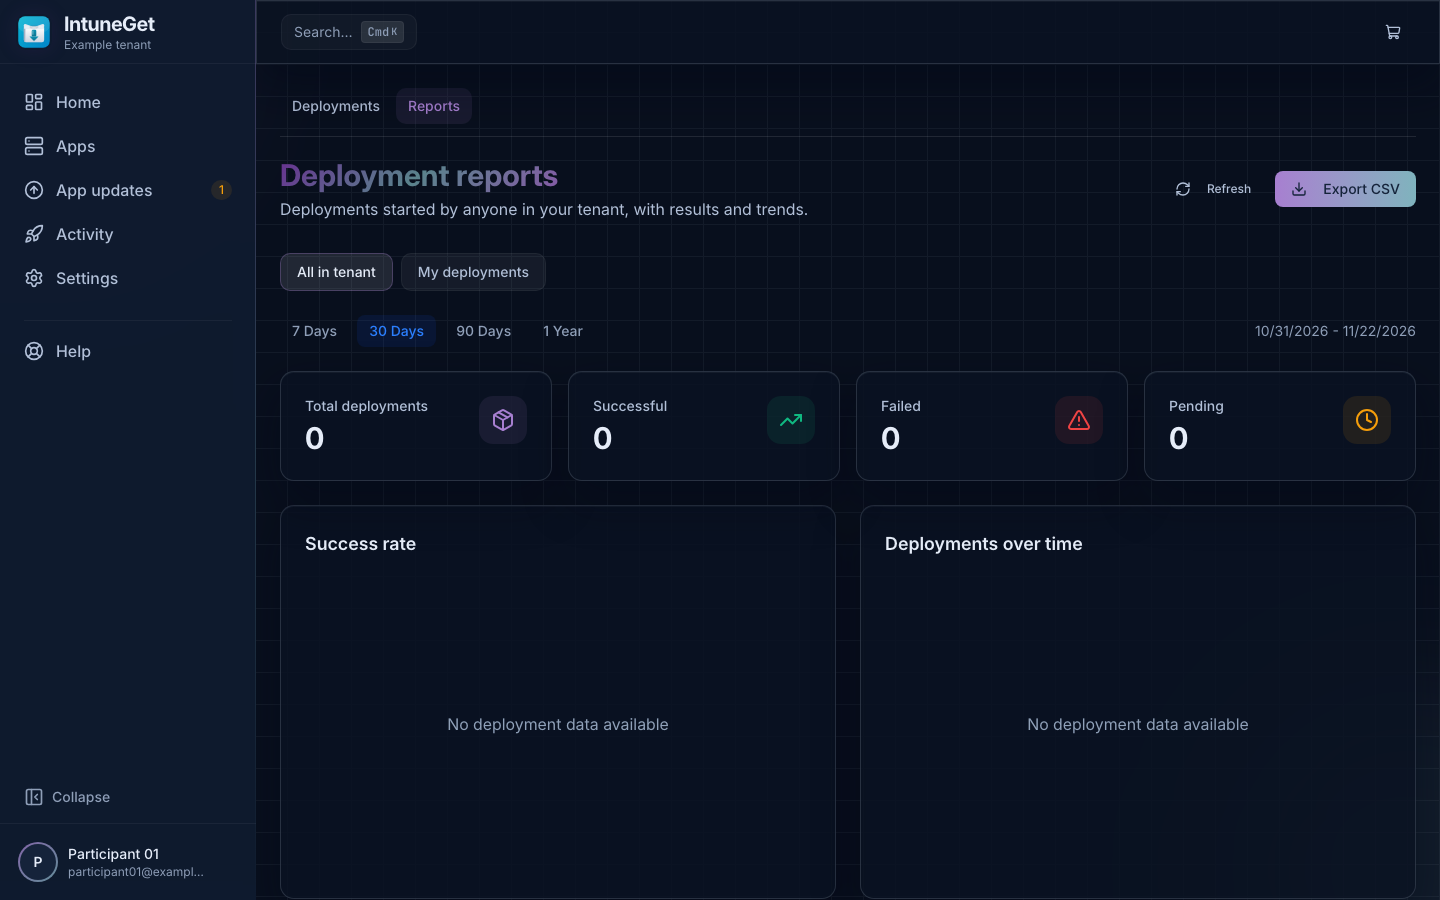 IntuneGet
Example tenant
Search... Cmd K
Home
Apps
App updates 1
Activity
Settings
Help
Collapse
P
Participant 01
participant01@exampl...
Deployments Reports
Deployment reports
Deployments started by anyone in your tenant, with results and trends.
Refresh
Export CSV
All in tenant My deployments
7 Days 30 Days 90 Days 1 Year
10/31/2026 - 11/22/2026
Total deployments
0
Successful
0
Failed
0
Pending
0
Success rate
No deployment data available
Deployments over time
No deployment data available